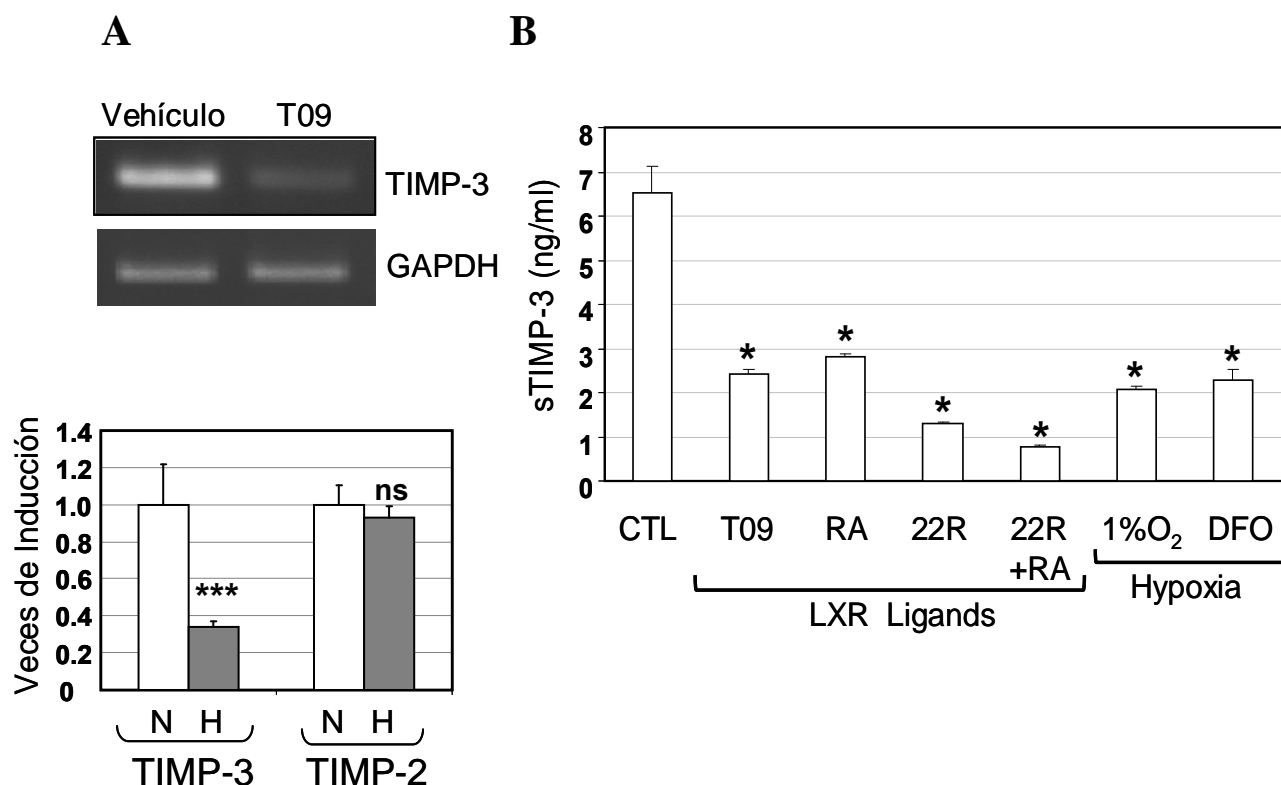 A
Vehículo T09
TIMP-3
GAPDH
Veces de Inducción
1.4
1.2
1.0
0.8
0.6
0.4
0.2
0
***
ns
N H N H
TIMP-3 TIMP-2
B
sTIMP-3 (ng/ml)
8
7
6
5
4
3
2
1
0
* * * * * *
CTL T09 RA 22R 22R +RA 1%O₂ DFO
LXR Ligands
Hypoxia